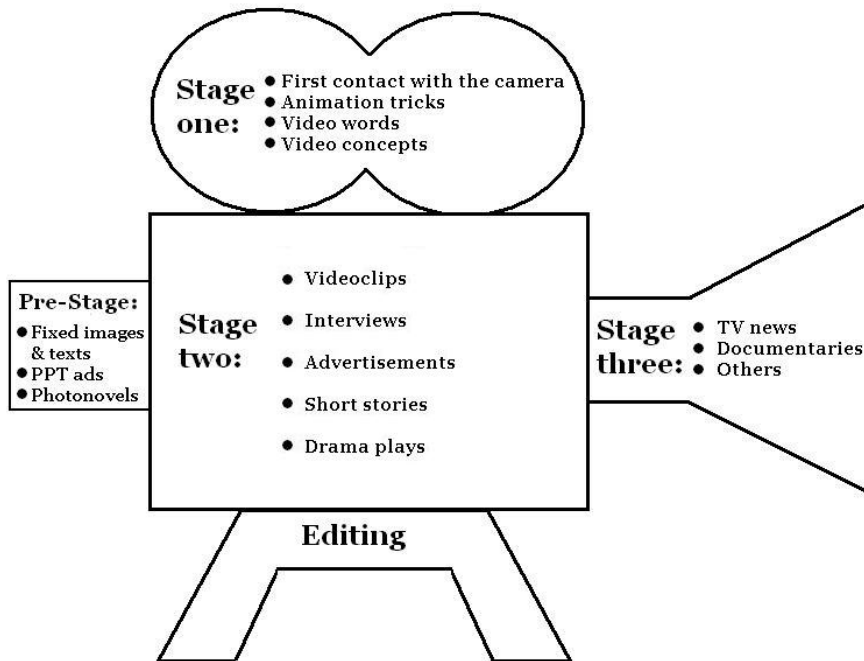 Stage
one:
● First contact with the camera
● Animation tricks
● Video words
● Video concepts
Pre-Stage:
● Fixed images
& texts
● PPT ads
● Photonovels
Stage
two:
● Videoclips
● Interviews
● Advertisements
● Short stories
● Drama plays
Stage
three:
● TV news
● Documentaries
● Others
Editing